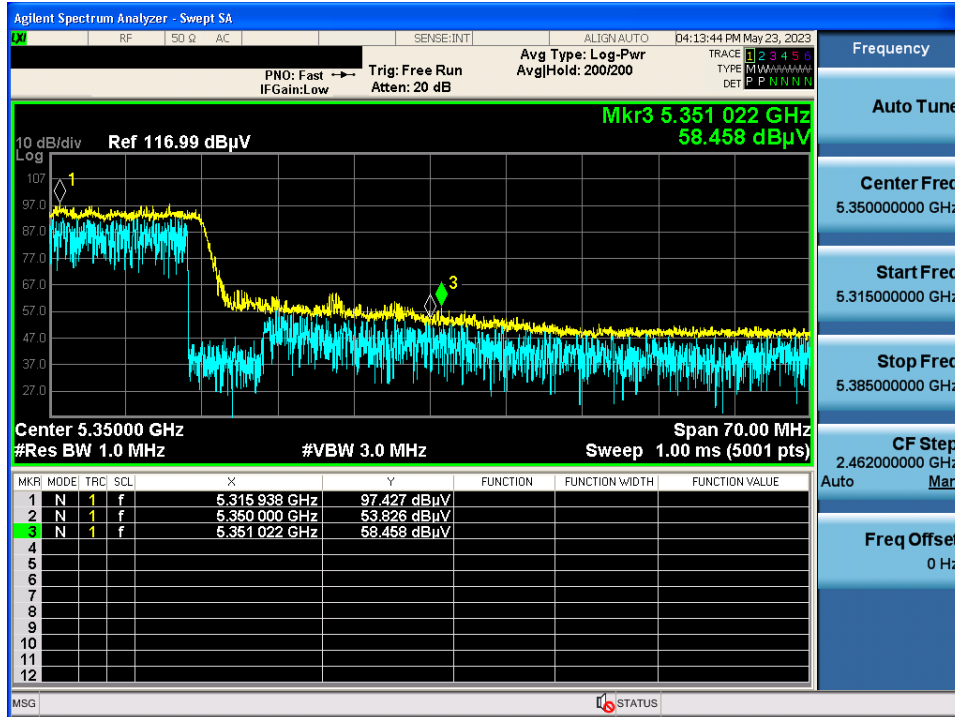 Agilent Spectrum Analyzer - Swept SA
LXI RF 50 Ω AC SENSE:INT ALIGN AUTO 04:13:44 PM May 23, 2023
PNO: Fast Trig: Free Run Avg Type: Log-Pwr TRACE 1 2 3 4 5 6
IFGain:Low Atten: 20 dB Avg|Hold: 200/200 TYPE M WWWWW
DET P P N N N N
Mkr3 5.351 022 GHz
58.458 dBµV
10 dB/div Ref 116.99 dBµV
Log
107
97.0
87.0
77.0
67.0
57.0
47.0
37.0
27.0
1
3
Center 5.35000 GHz Span 70.00 MHz
#Res BW 1.0 MHz #VBW 3.0 MHz Sweep 1.00 ms (5001 pts)
MKR MODE TRC SCL X Y FUNCTION FUNCTION WIDTH FUNCTION VALUE
1 N 1 f 5.315 938 GHz 97.427 dBµV
2 N 1 f 5.350 000 GHz 53.826 dBµV
3 N 1 f 5.351 022 GHz 58.458 dBµV
4
5
6
7
8
9
10
11
12
MSG STATUS
Frequency
Auto Tune
Center Freq
5.350000000 GHz
Start Freq
5.315000000 GHz
Stop Freq
5.385000000 GHz
CF Step
2.462000000 GHz
Auto Man
Freq Offset
0 Hz